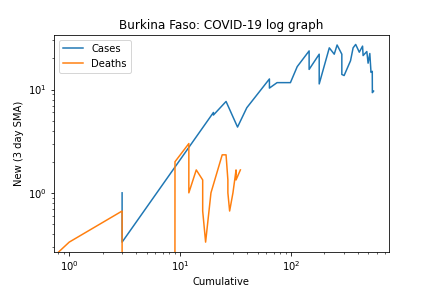 Burkina Faso: COVID-19 log graph
Cases
Deaths
New (3 day SMA)
10¹
10⁰
10⁰
10¹
10²
Cumulative